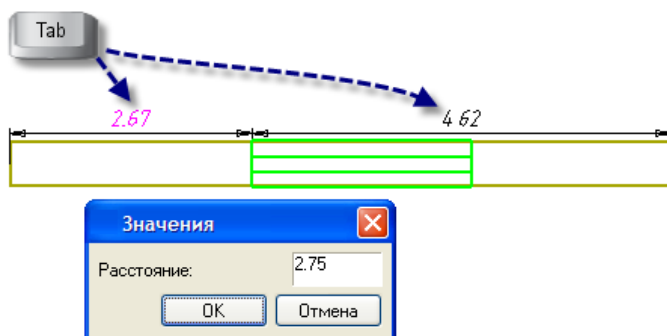 Tab
2.67 4 62
Значения
Расстояние: 2.75
OK Отмена